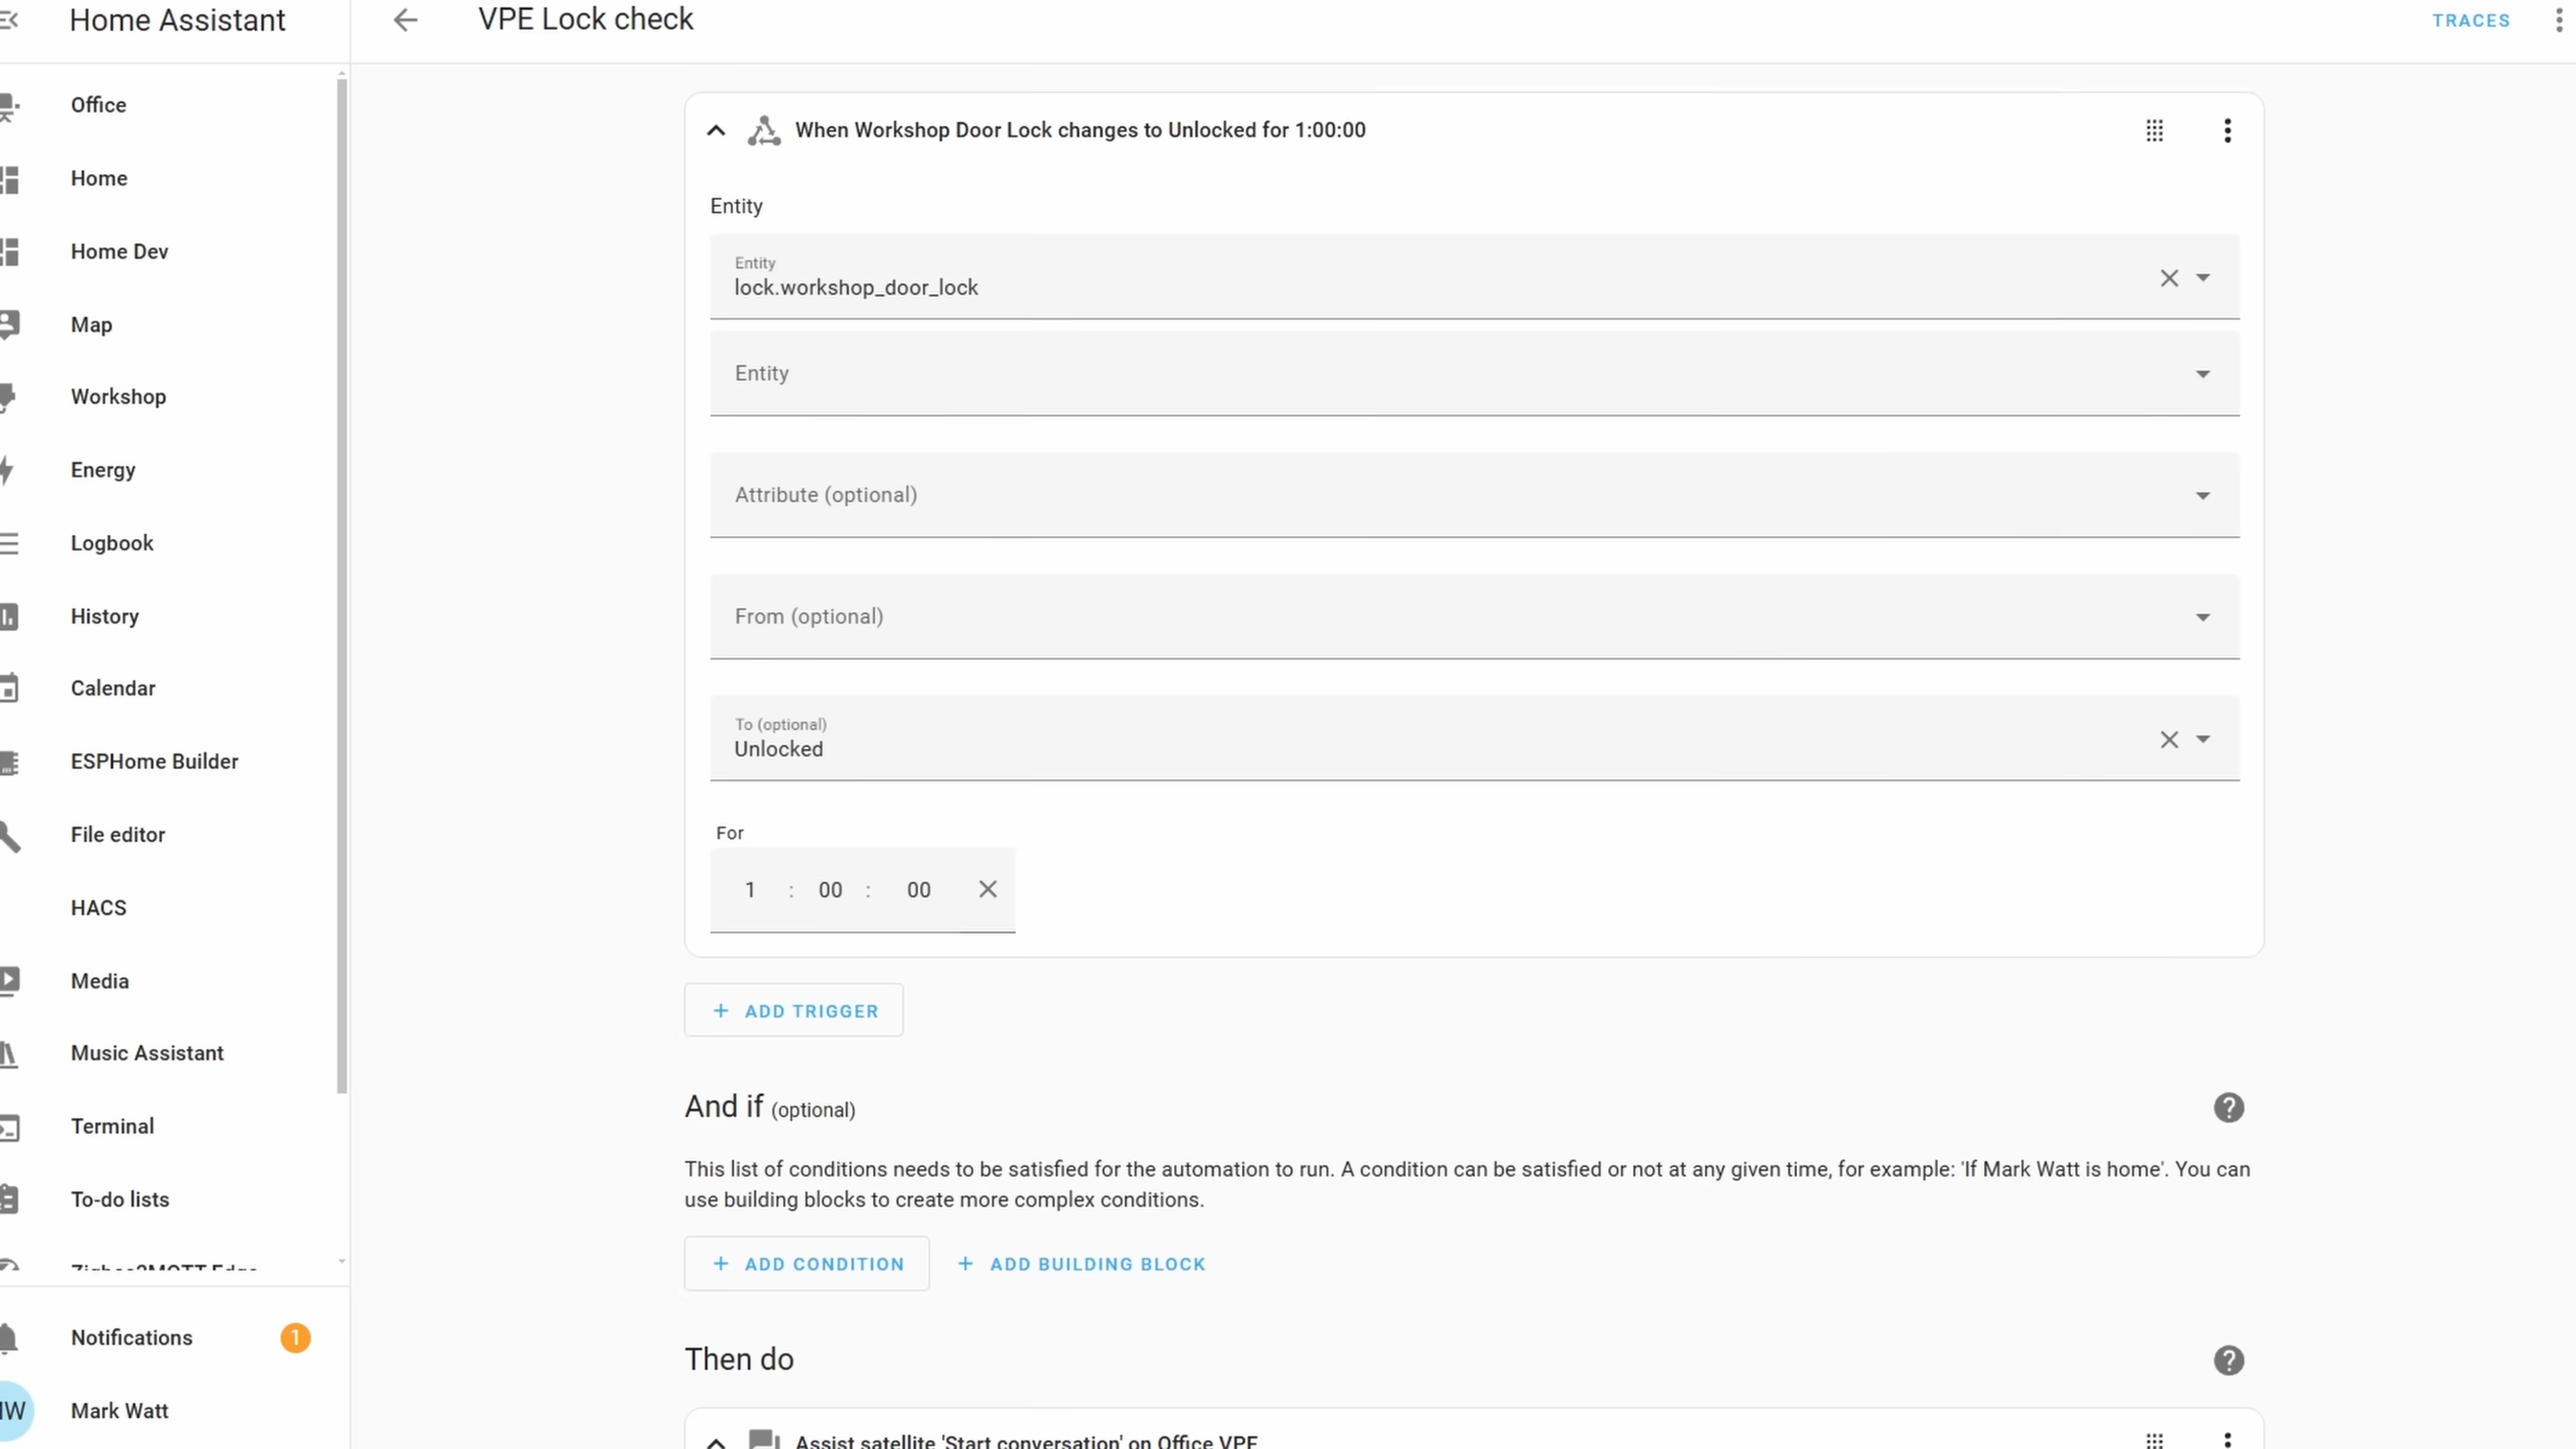 Home Assistant
Office
Home
Home Dev
Map
Workshop
Energy
Logbook
History
Calendar
ESPHome Builder
File editor
HACS
Media
Music Assistant
Terminal
To-do lists
Notifications
1
Mark Watt
VPE Lock check
TRACES
When Workshop Door Lock changes to Unlocked for 1:00:00
Entity
Entity
lock.workshop_door_lock
Entity
Attribute (optional)
From (optional)
To (optional)
Unlocked
For
1 : 00 : 00
+ ADD TRIGGER
And if (optional)
This list of conditions needs to be satisfied for the automation to run. A condition can be satisfied or not at any given time, for example: 'If Mark Watt is home'. You can
use building blocks to create more complex conditions.
+ ADD CONDITION
+ ADD BUILDING BLOCK
Then do
Assist satellite 'Start conversation' on Office VPE